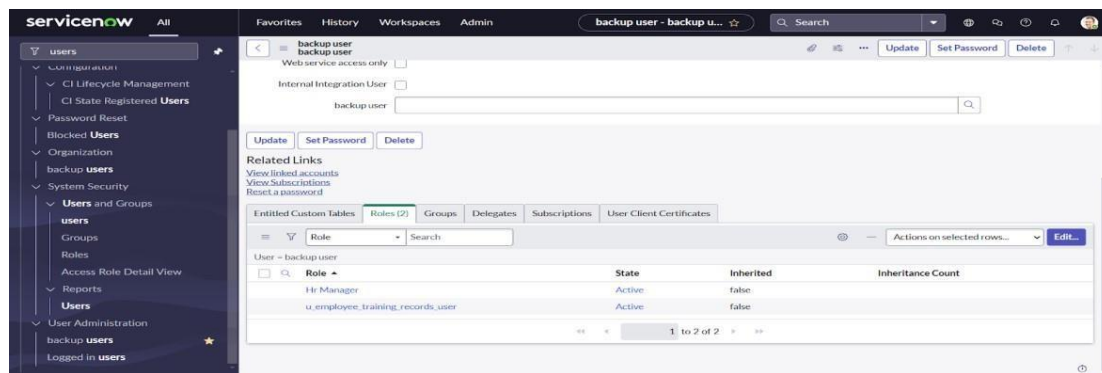 servicenow All Favorites History Workspaces Admin backup user - backup u... Search
users
Configuration
CI Lifecycle Management
CI State Registered Users
Password Reset
Blocked Users
Organization
backup users
System Security
Users and Groups
users
Groups
Roles
Access Role Detail View
Reports
Users
User Administration
backup users
Logged in users
backup user
backup user
Update Set Password Delete
Web service access only
Internal Integration User
backup user
Update Set Password Delete
Related Links
View linked accounts
View Subscriptions
Reset a password
Entitled Custom Tables Roles (2) Groups Delegates Subscriptions User Client Certificates
Role Search Actions on selected rows... Edit...
User = backup user
Role State Inherited Inheritance Count
Hr Manager Active false
u_employee_training_records_user Active false
1 to 2 of 2